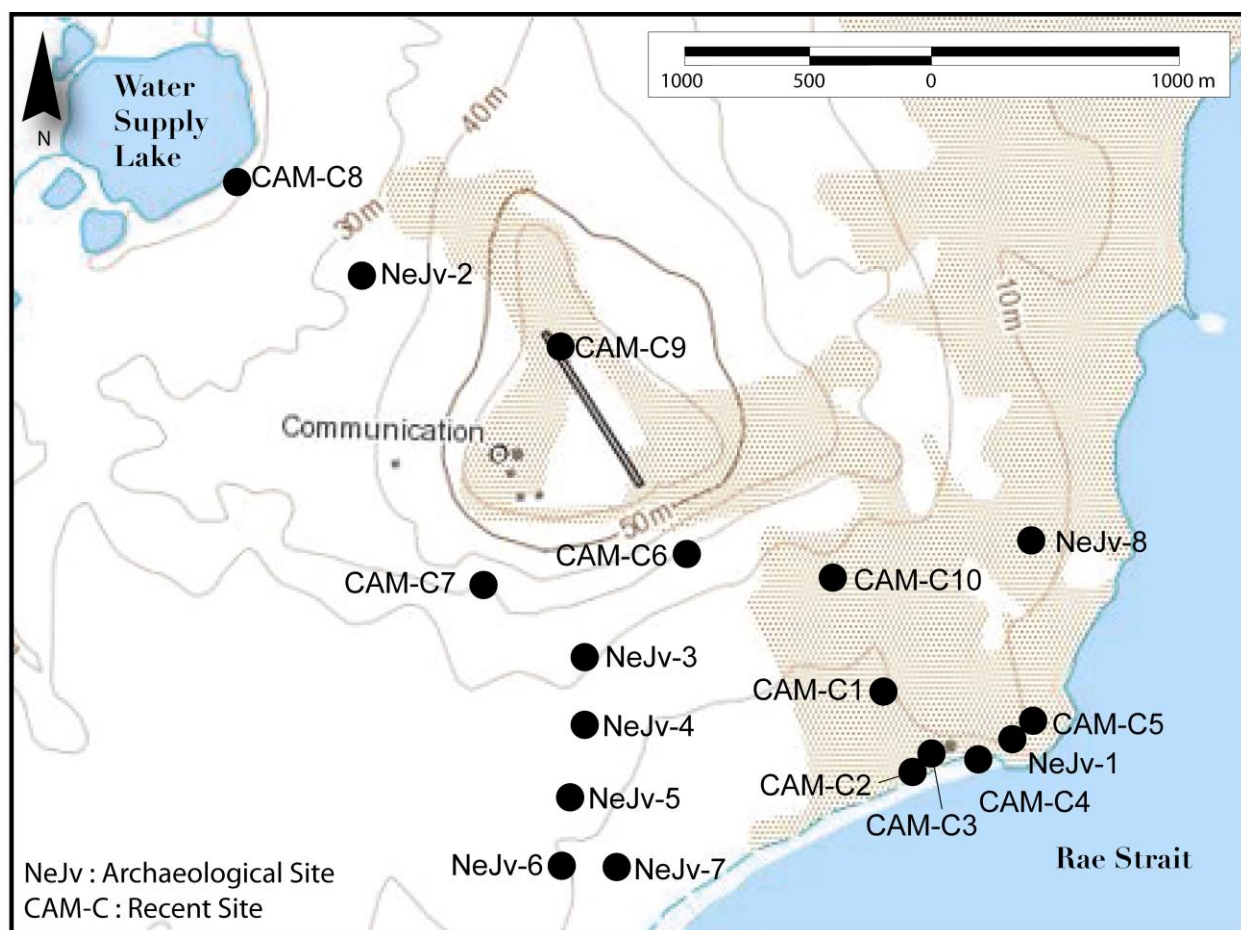 Water
Supply
Lake
N
1000 500 0 1000 m
40m
CAM-C8
30m
NeJv-2
10m
CAM-C9
Communication
50m
NeJv-8
CAM-C6
CAM-C7
CAM-C10
NeJv-3
CAM-C1
NeJv-4
CAM-C5
NeJv-1
CAM-C2
CAM-C4
NeJv-5
CAM-C3
Rae Strait
NeJv-6
NeJv-7
NeJv : Archaeological Site
CAM-C : Recent Site